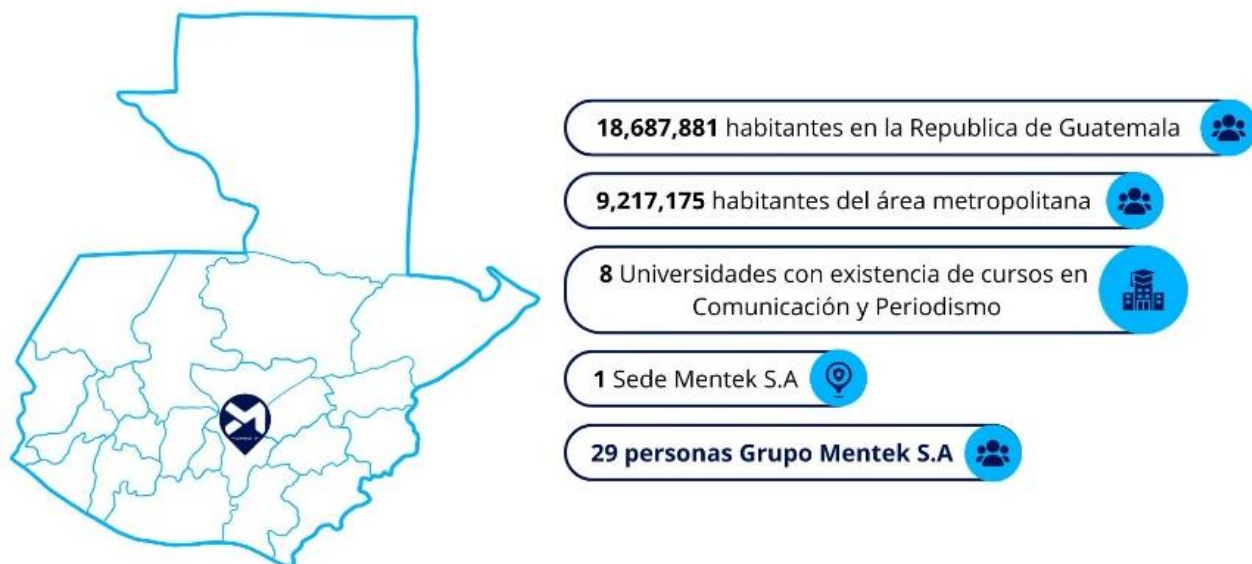 18,687,881 habitantes en la Republica de Guatemala
9,217,175 habitantes del área metropolitana
8 Universidades con existencia de cursos en
Comunicación y Periodismo
1 Sede Mentek S.A
29 personas Grupo Mentek S.A